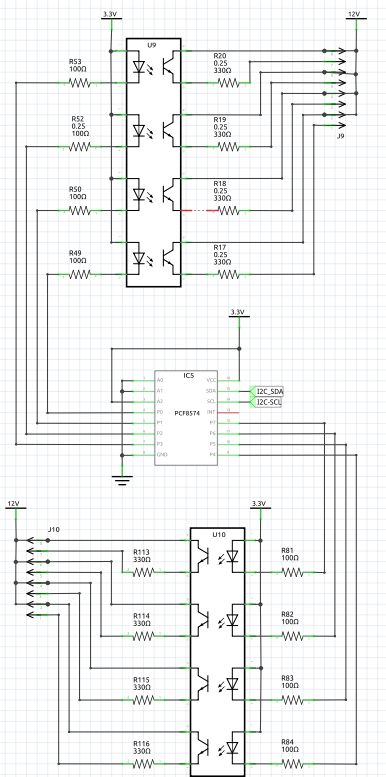 3.3V
12V
U9
R53
100Ω
R20
0.25
330Ω
R52
0.25
100Ω
R19
0.25
330Ω
J9
R50
100Ω
R18
0.25
330Ω
R49
100Ω
R17
0.25
330Ω
3.3V
IC5
A0
VCC
A1
SDA
I2C_SDA
A2
SCL
I2C-SCL
P0
INT
PCF8574
P1
P7
P2
P6
P3
P5
GND
P4
12V
3.3V
J10
U10
R113
330Ω
R81
100Ω
R114
330Ω
R82
100Ω
R115
330Ω
R83
100Ω
R116
330Ω
R84
100Ω